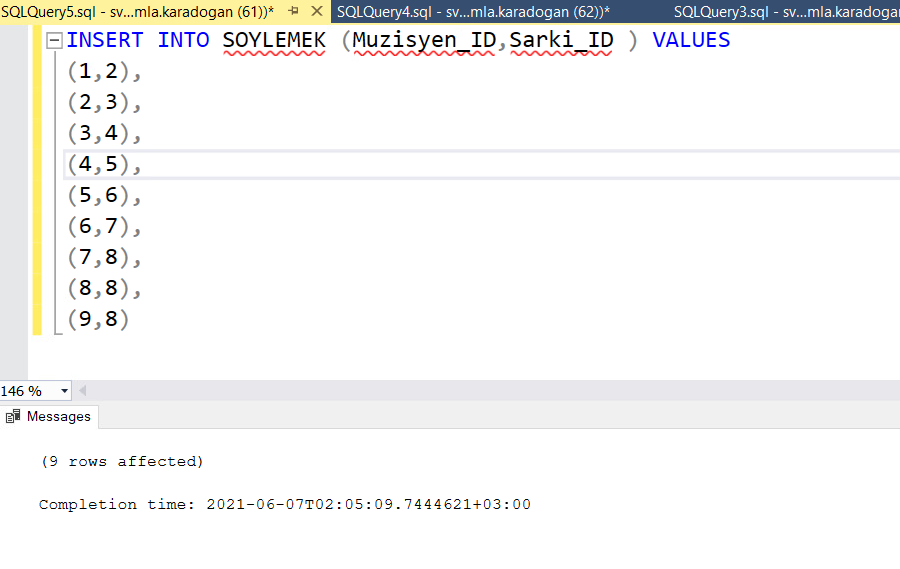 SQLQuery5.sql - sv...mla.karadogan (61))* SQLQuery4.sql - sv...mla.karadogan (62))* SQLQuery3.sql - sv...mla.karadogan
INSERT INTO SOYLEMEK (Muzisyen_ID,Sarki_ID ) VALUES
(1,2),
(2,3),
(3,4),
(4,5),
(5,6),
(6,7),
(7,8),
(8,8),
(9,8)
146 %
Messages
(9 rows affected)
Completion time: 2021-06-07T02:05:09.7444621+03:00